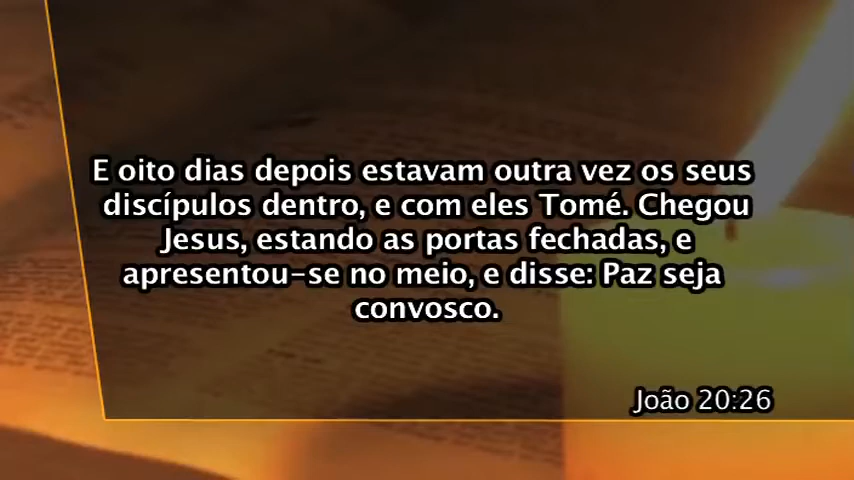 E oito dias depois estavam outra vez os seus
discípulos dentro, e com eles Tomé. Chegou
Jesus, estando as portas fechadas, e
apresentou-se no meio, e disse: Paz seja
convosco.
João 20:26